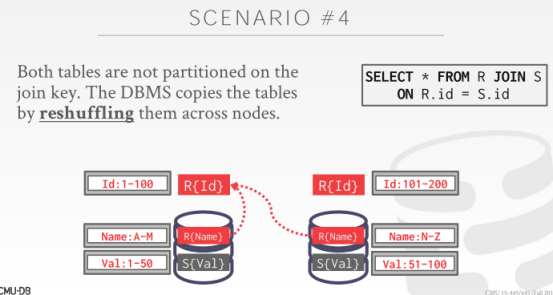 SCENARIO #4
Both tables are not partitioned on the
join key. The DBMS copies the tables
by reshuffling them across nodes.
SELECT * FROM R JOIN S
ON R.id = S.id
Id:1-100 R{Id} R{Id} Id:101-200
Name:A-M R{Name} R{Name} Name:N-Z
Val:1-50 S{Val} S{Val} Val:51-100
CMU-DB
CMU 15-445/645 (Fall 201